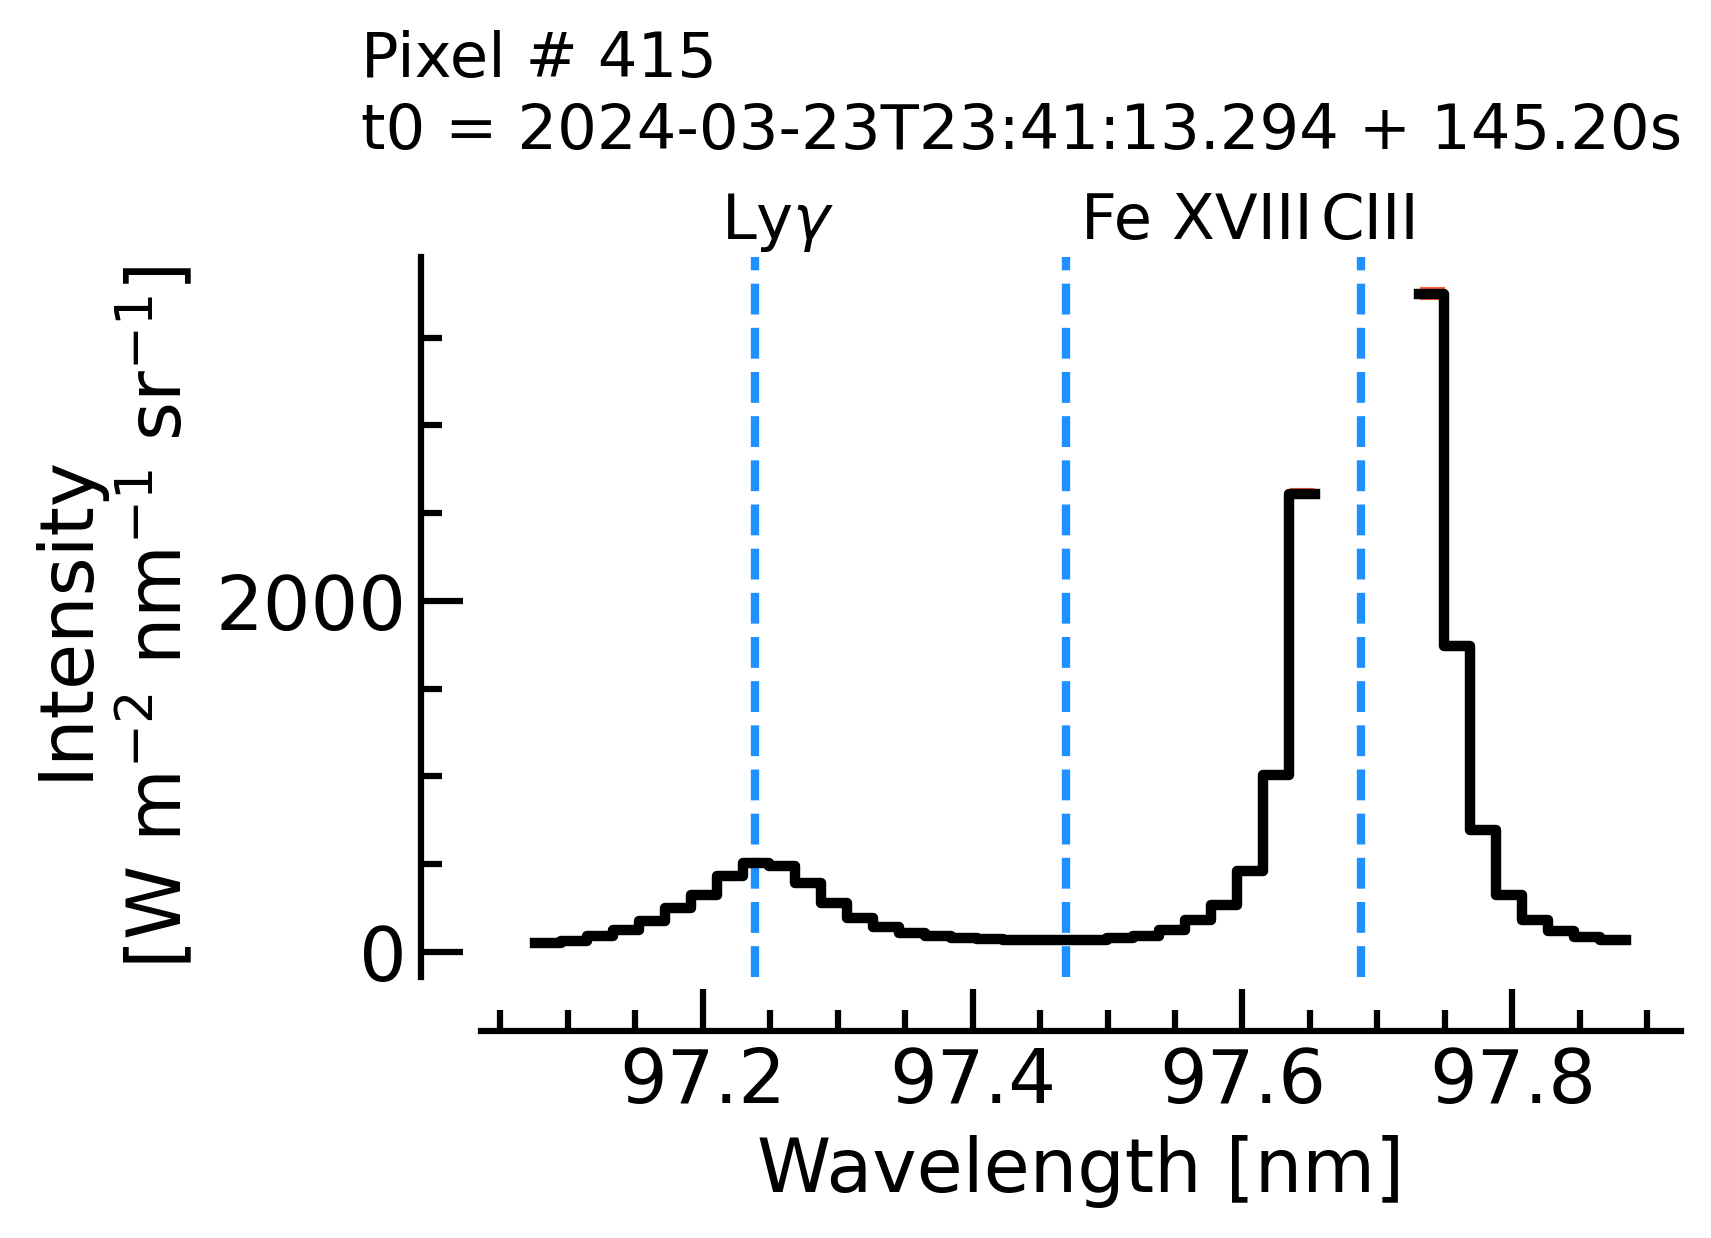 Pixel # 415
t0 = 2024-03-23T23:41:13.294 + 145.20s
Lyγ Fe XVIII CIII
Intensity
[W m⁻² nm⁻¹ sr⁻¹]
2000
0
97.2 97.4 97.6 97.8
Wavelength [nm]